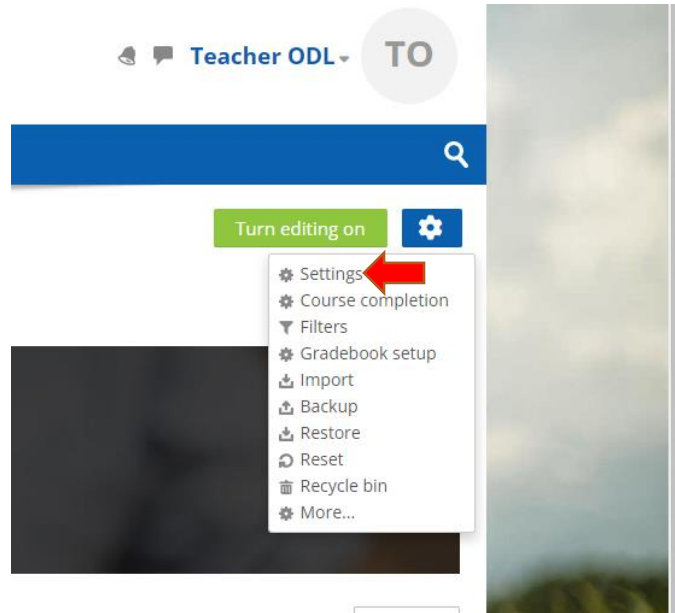 Teacher ODL TO
Turn editing on
Settings
Course completion
Filters
Gradebook setup
Import
Backup
Restore
Reset
Recycle bin
More...